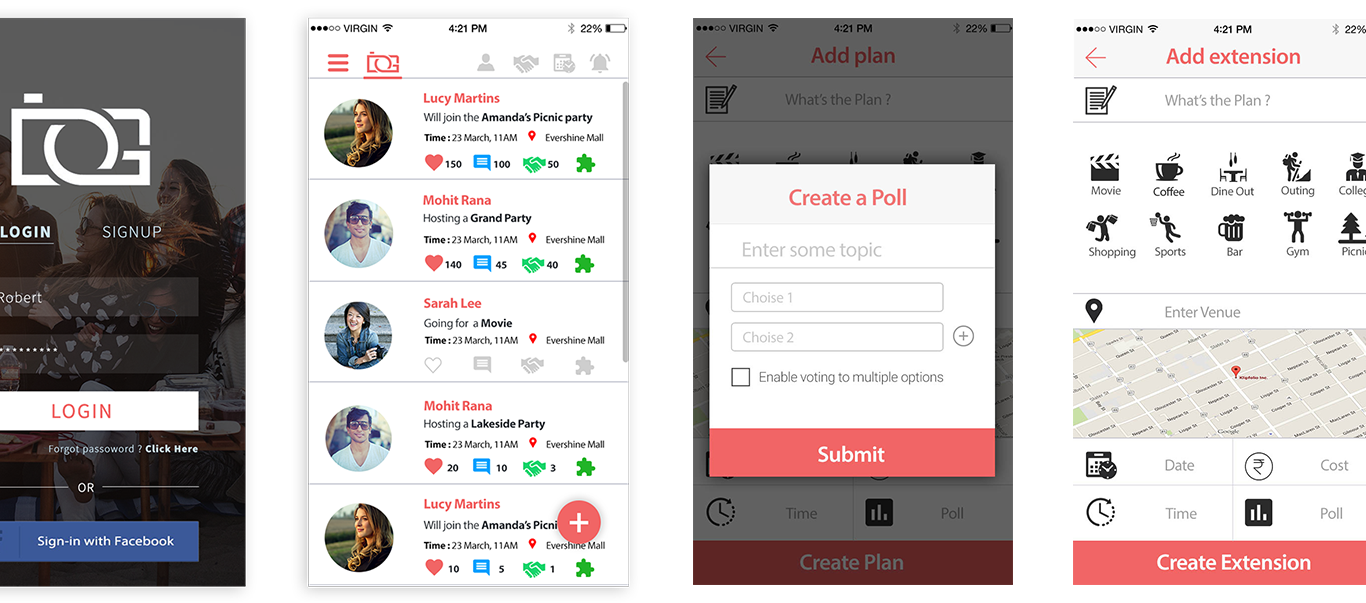 LOGIN SIGNUP
Robert
**********
LOGIN
Forgot passoword ? Click Here
OR
Sign-in with Facebook
VIRGIN 4:21 PM 22%
Lucy Martins
Will join the Amanda's Picnic party
Time : 23 March, 11AM Evershine Mall
150 100 50
Mohit Rana
Hosting a Grand Party
Time : 23 March, 11AM Evershine Mall
140 45 40
Sarah Lee
Going for a Movie
Time : 23 March, 11AM Evershine Mall
Mohit Rana
Hosting a Lakeside Party
Time : 23 March, 11AM Evershine Mall
20 10 3
Lucy Martins
Will join the Amanda's Picni
Time : 23 March, 11AM Evershine Mall
10 5 1
VIRGIN 4:21 PM 22%
Add plan
What's the Plan ?
Create a Poll
Enter some topic
Choise 1
Choise 2
Enable voting to multiple options
Submit
Time Poll
Create Plan
VIRGIN 4:21 PM 22%
Add extension
What's the Plan ?
Movie Coffee Dine Out Outing Colleg
Shopping Sports Bar Gym Picni
Enter Venue
Klipfolio Inc.
Google
Date Cost
Time Poll
Create Extension